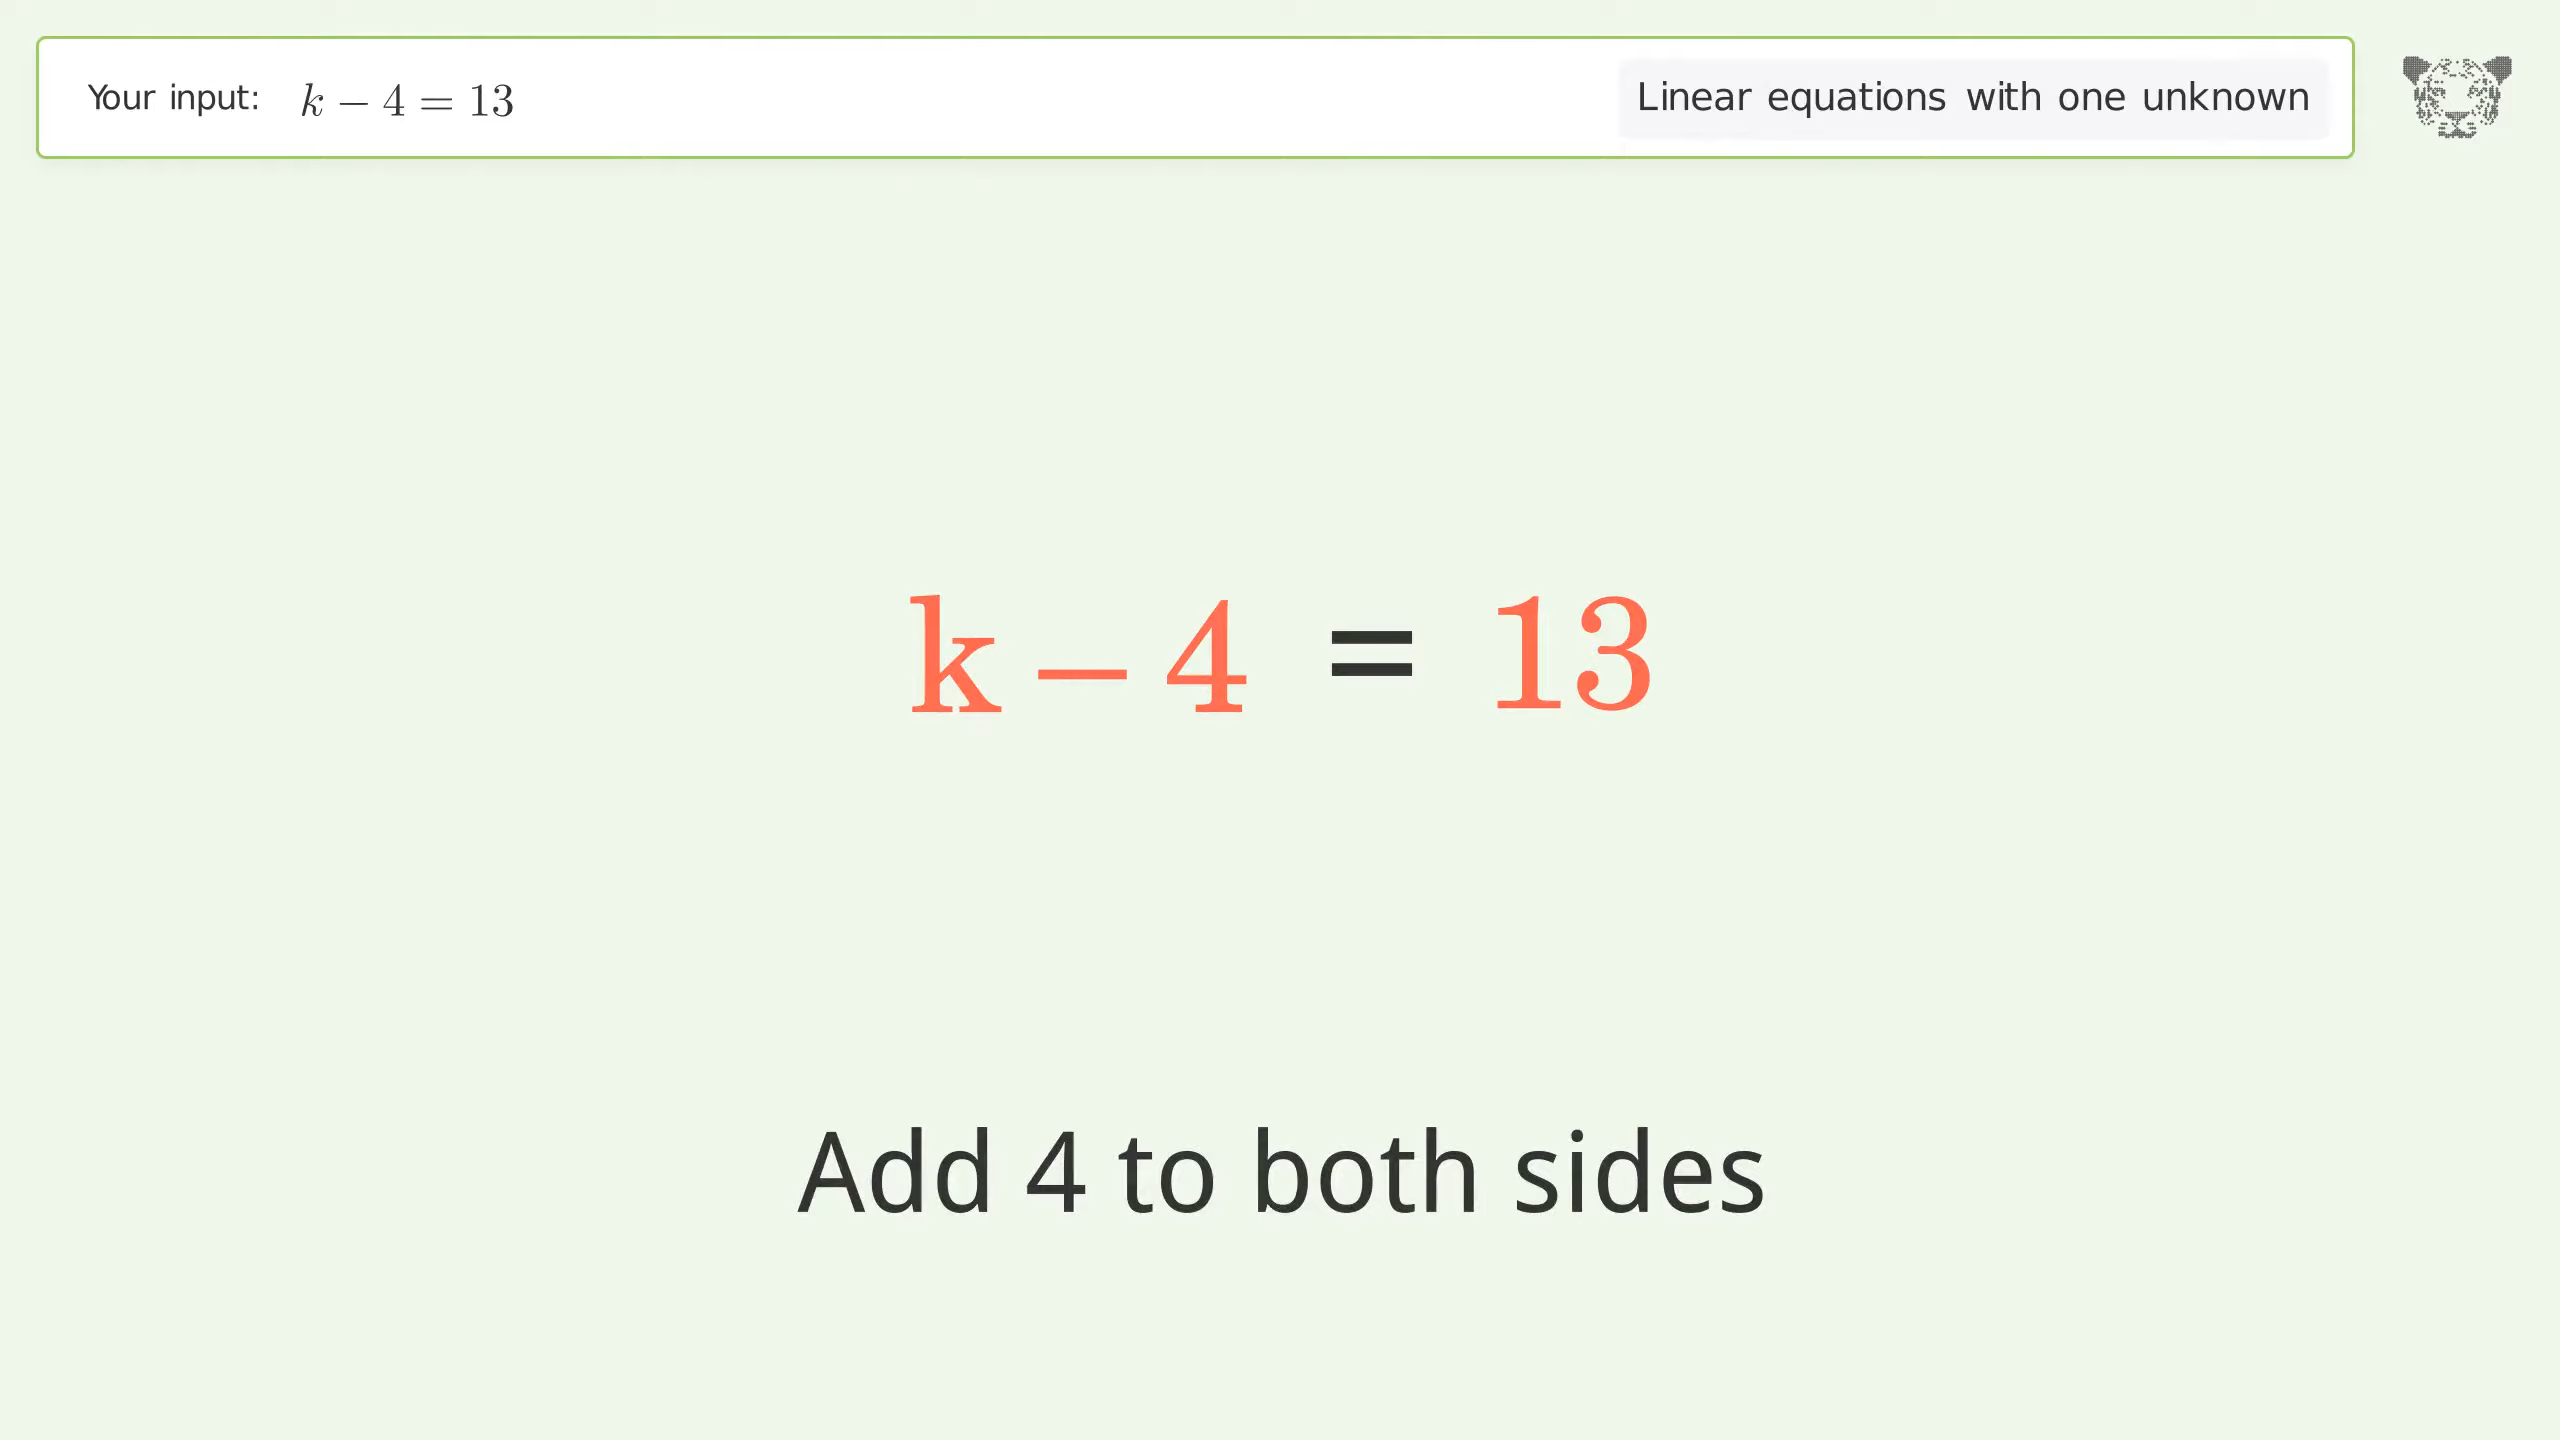 Your input: k − 4 = 13
Linear equations with one unknown
k − 4 = 13
Add 4 to both sides